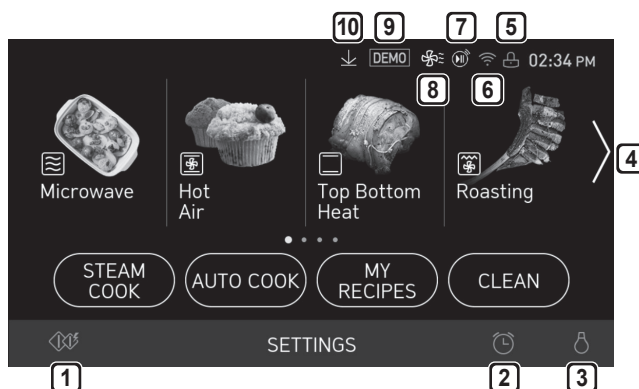 10 9 7 5
DEMO 02:34 PM
8 6
4
Microwave
Hot
Air
Top Bottom
Heat
Roasting
STEAM
COOK
AUTO COOK
MY
RECIPES
CLEAN
SETTINGS
1 2 3